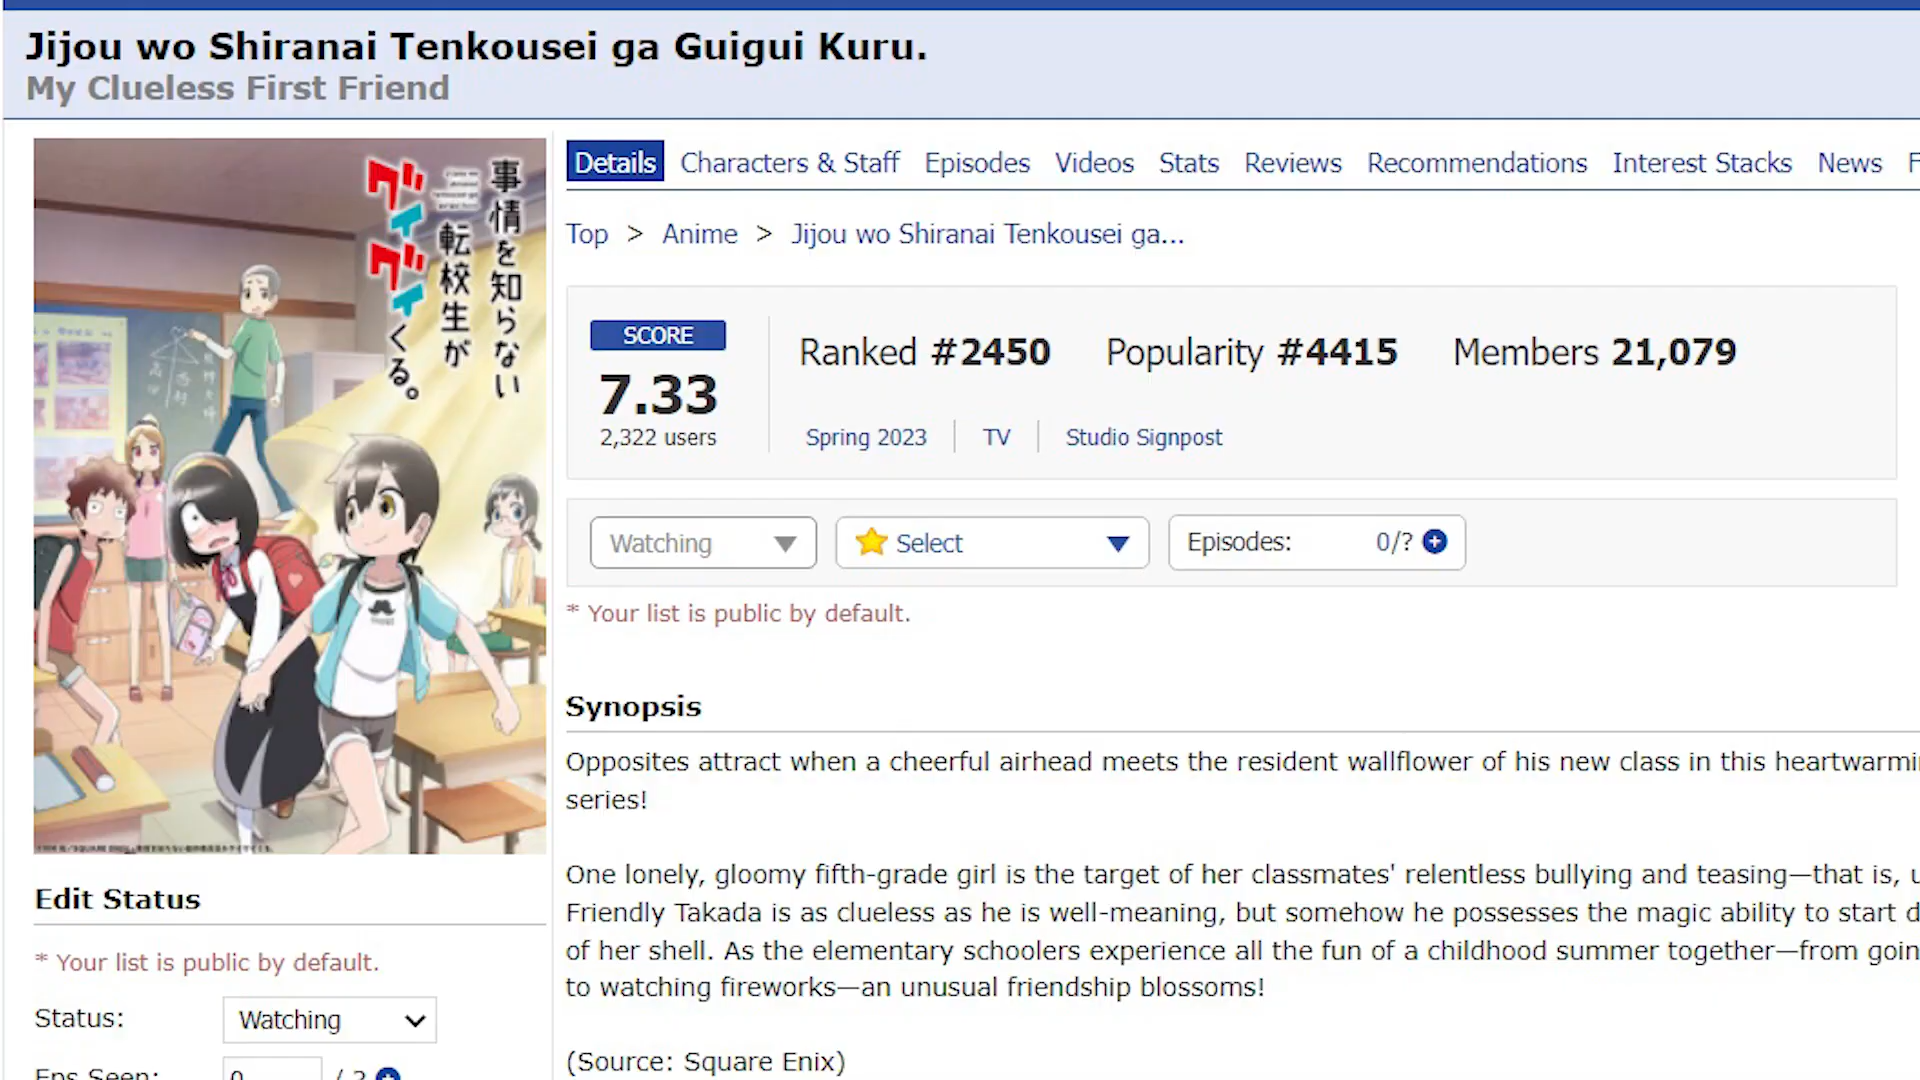 Jijou wo Shiranai Tenkousei ga Guigui Kuru.
My Clueless First Friend
事情を知らない
転校生が
グイグイくる。
Details Characters & Staff Episodes Videos Stats Reviews Recommendations Interest Stacks News F
Top > Anime > Jijou wo Shiranai Tenkousei ga...
SCORE
7.33
2,322 users
Ranked #2450 Popularity #4415 Members 21,079
Spring 2023 TV Studio Signpost
Watching Select Episodes: 0/?
* Your list is public by default.
Synopsis
Opposites attract when a cheerful airhead meets the resident wallflower of his new class in this heartwarmi
series!
One lonely, gloomy fifth-grade girl is the target of her classmates' relentless bullying and teasing—that is, u
Friendly Takada is as clueless as he is well-meaning, but somehow he possesses the magic ability to start d
of her shell. As the elementary schoolers experience all the fun of a childhood summer together—from goin
to watching fireworks—an unusual friendship blossoms!
(Source: Square Enix)
Edit Status
* Your list is public by default.
Status: Watching
Eps Seen: 0 / ?